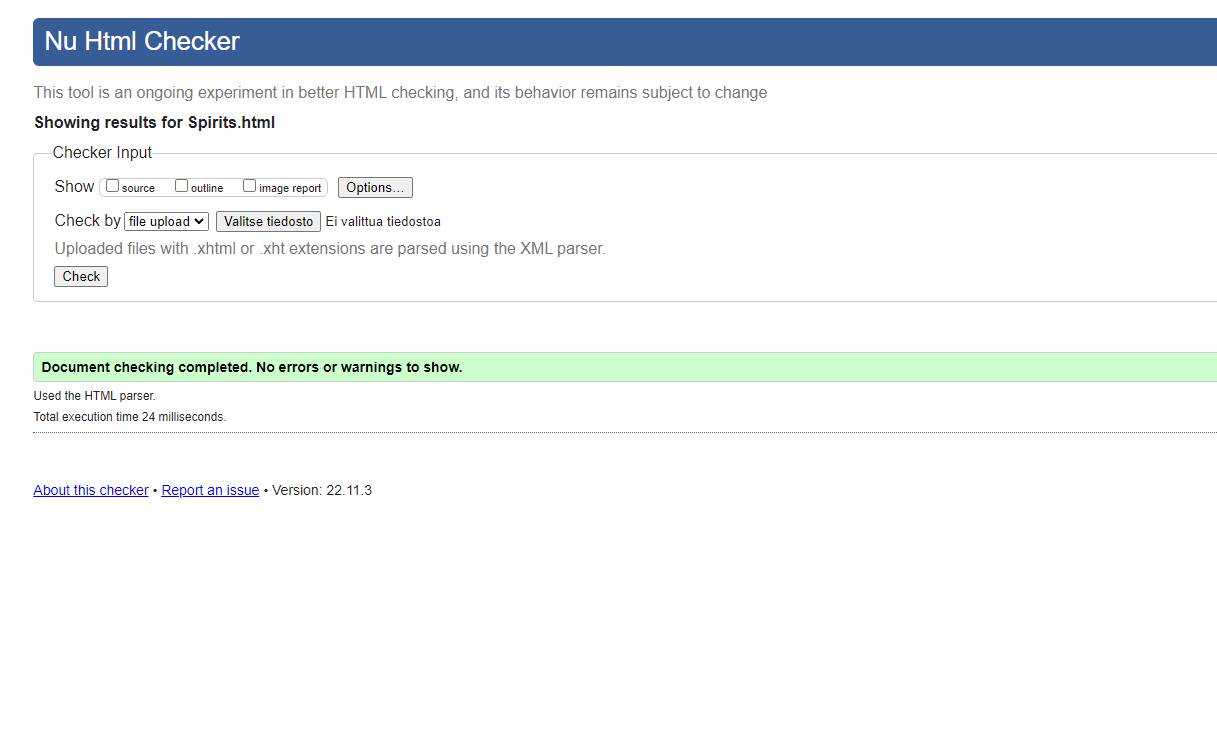 Nu Html Checker
This tool is an ongoing experiment in better HTML checking, and its behavior remains subject to change
Showing results for Spirits.html
Checker Input
Show source outline image report Options...
Check by file upload Valitse tiedosto Ei valittua tiedostoa
Uploaded files with .xhtml or .xht extensions are parsed using the XML parser.
Check
Document checking completed. No errors or warnings to show.
Used the HTML parser.
Total execution time 24 milliseconds.
About this checker • Report an issue • Version: 22.11.3